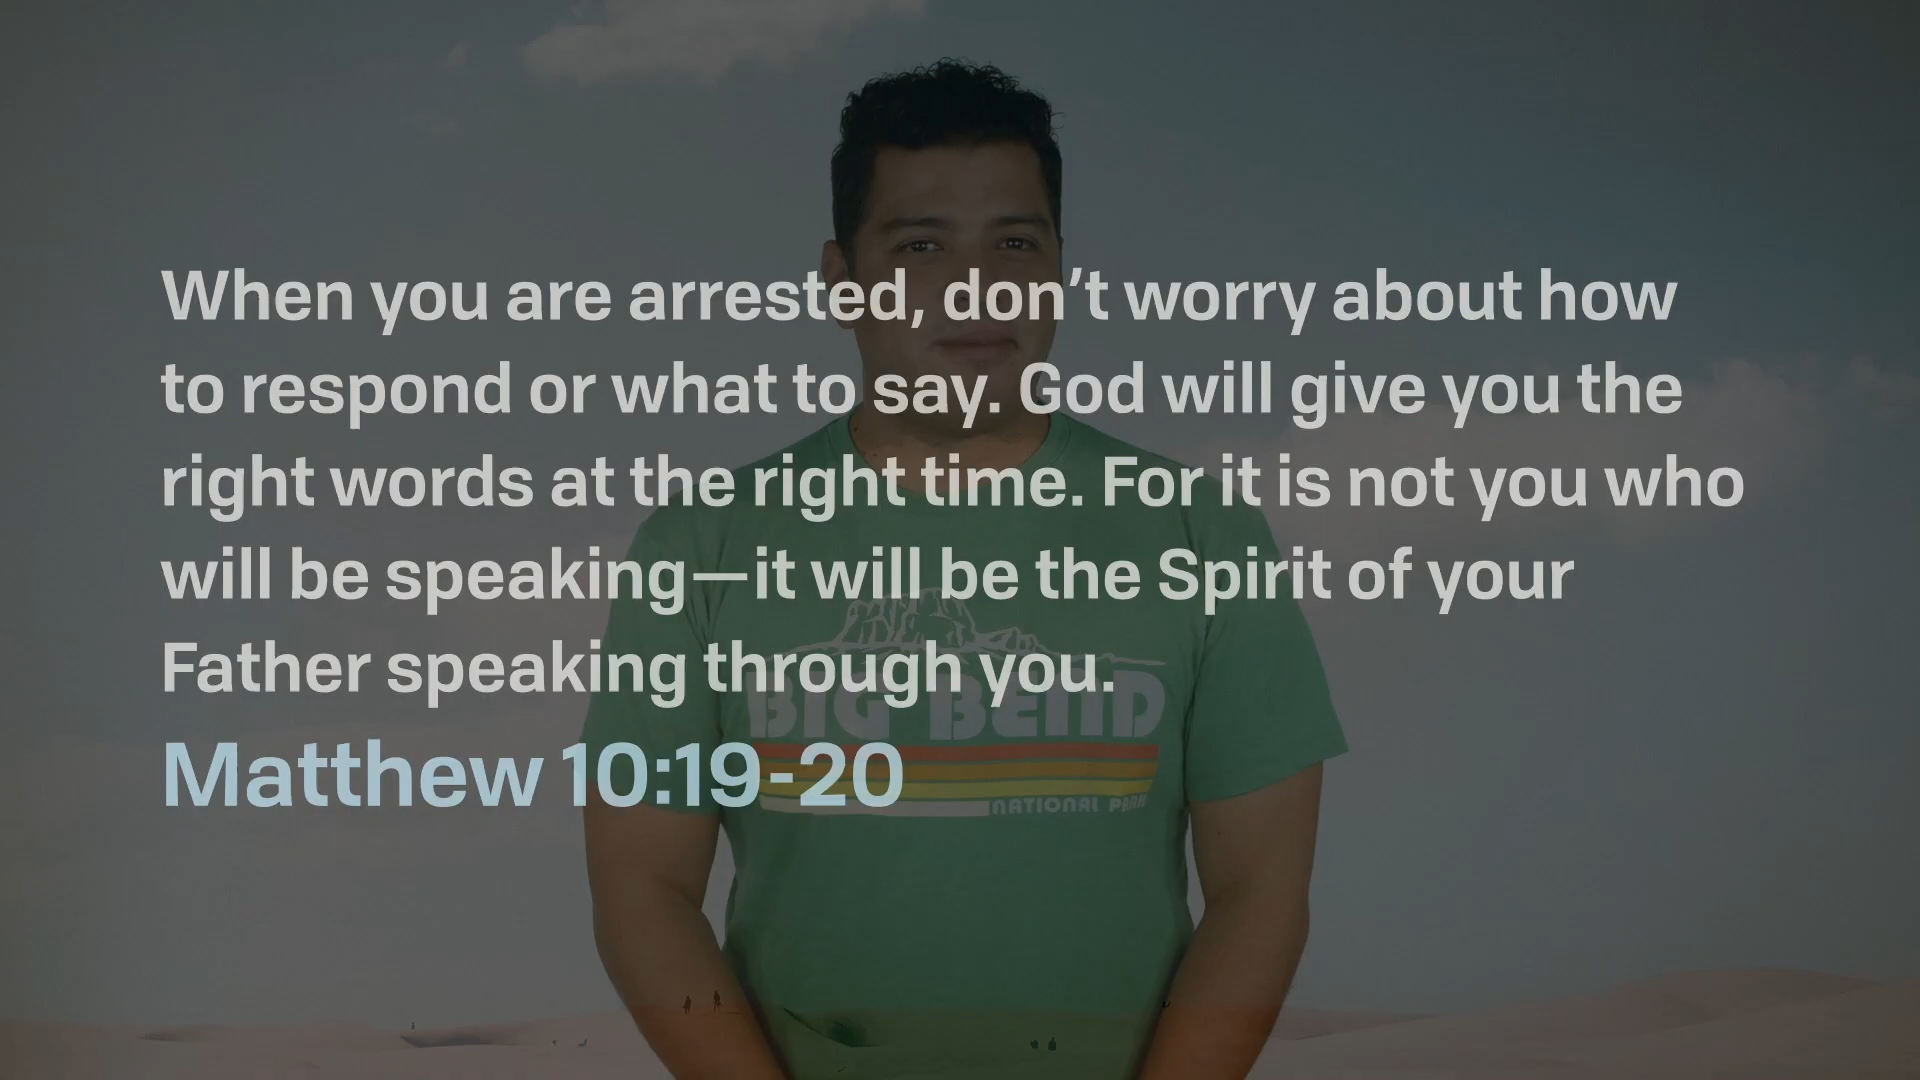 When you are arrested, don’t worry about how
to respond or what to say. God will give you the
right words at the right time. For it is not you who
will be speaking—it will be the Spirit of your
Father speaking through you.
Matthew 10:19-20
BIG BEND
NATIONAL PARK